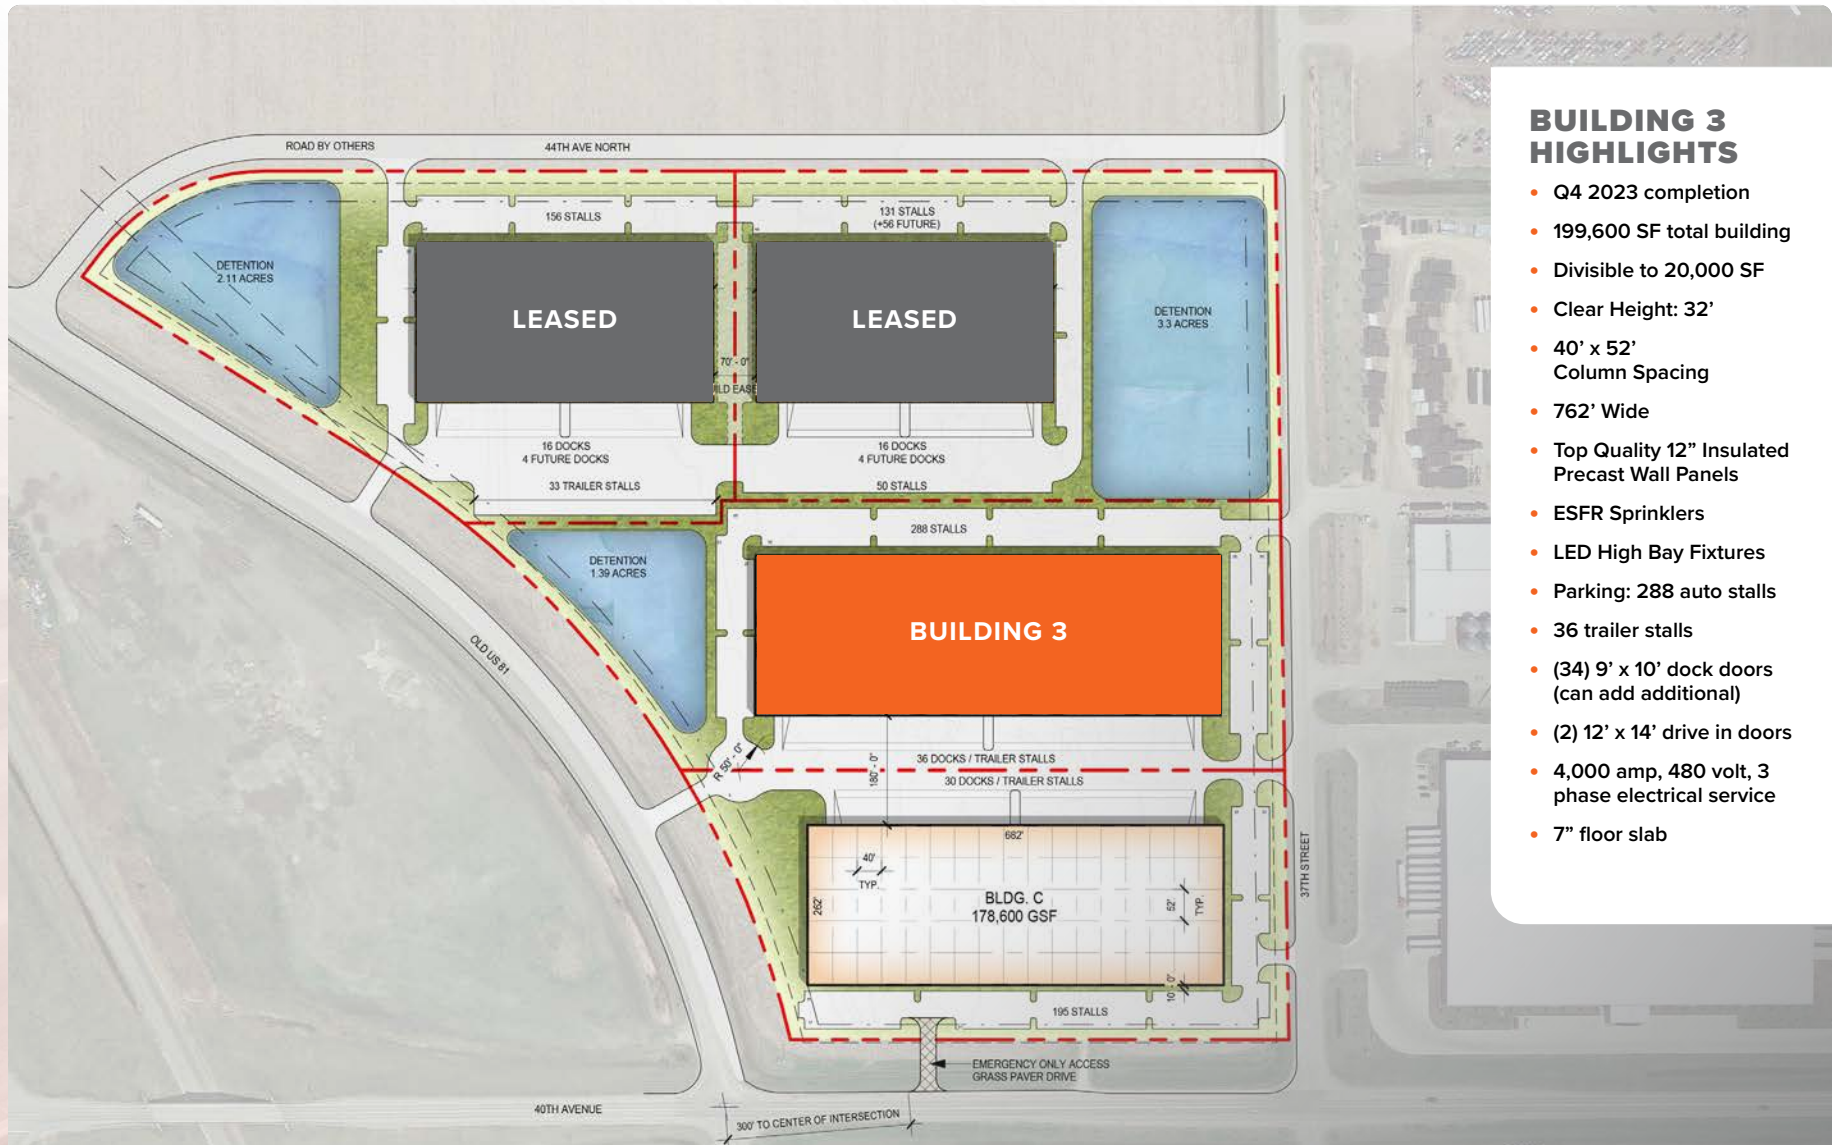 ROAD BY OTHERS
44TH AVE NORTH
156 STALLS
131 STALLS
(+56 FUTURE)
DETENTION
2.11 ACRES
LEASED
LEASED
DETENTION
3.3 ACRES
70' - 0"
ILD EASE
16 DOCKS
4 FUTURE DOCKS
16 DOCKS
4 FUTURE DOCKS
33 TRAILER STALLS
50 STALLS
288 STALLS
DETENTION
1.39 ACRES
BUILDING 3
OLD US 81
R 50' - 0"
180' - 0"
36 DOCKS / TRAILER STALLS
30 DOCKS / TRAILER STALLS
682'
40'
TYP.
262'
BLDG. C
178,600 GSF
52'
TYP.
37TH STREET
10' - 0"
195 STALLS
EMERGENCY ONLY ACCESS
GRASS PAVER DRIVE
40TH AVENUE
300' TO CENTER OF INTERSECTION
BUILDING 3
HIGHLIGHTS
• Q4 2023 completion
• 199,600 SF total building
• Divisible to 20,000 SF
• Clear Height: 32’
• 40’ x 52’
Column Spacing
• 762’ Wide
• Top Quality 12” Insulated
Precast Wall Panels
• ESFR Sprinklers
• LED High Bay Fixtures
• Parking: 288 auto stalls
• 36 trailer stalls
• (34) 9’ x 10’ dock doors
(can add additional)
• (2) 12’ x 14’ drive in doors
• 4,000 amp, 480 volt, 3
phase electrical service
• 7” floor slab